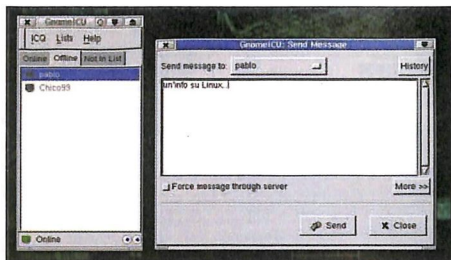 GnomeICU
ICQ Lists Help
Online Offline Not in List
pablo
Chico99
Online
GnomeICU: Send Message
Send message to: pablo
History
un'info su Linux.
Force message through server
More >>
Send
Close